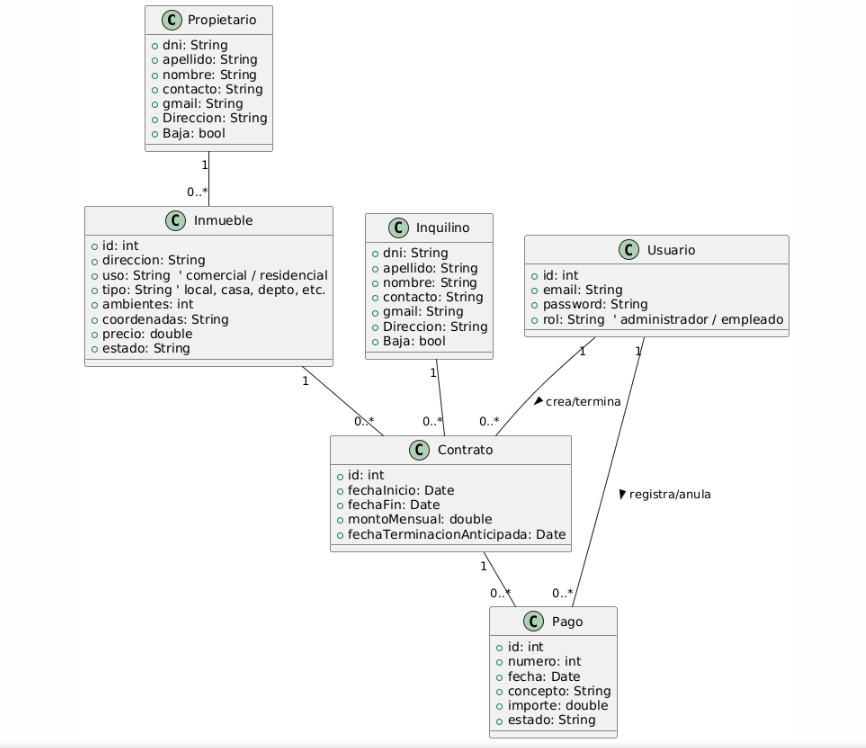 C Propietario
dni: String
apellido: String
nombre: String
contacto: String
gmail: String
Direccion: String
Baja: bool
1
0..*
C Inmueble
id: int
direccion: String
uso: String ' comercial / residencial
tipo: String ' local, casa, depto, etc.
ambientes: int
coordenadas: String
precio: double
estado: String
C Inquilino
dni: String
apellido: String
nombre: String
contacto: String
gmail: String
Direccion: String
Baja: bool
C Usuario
id: int
email: String
password: String
rol: String ' administrador / empleado
1
1
1
1
crea/termina
0..*
0..*
0..*
C Contrato
id: int
fechaInicio: Date
fechaFin: Date
montoMensual: double
fechaTerminacionAnticipada: Date
registra/anula
1
0..*
0..*
C Pago
id: int
numero: int
fecha: Date
concepto: String
importe: double
estado: String